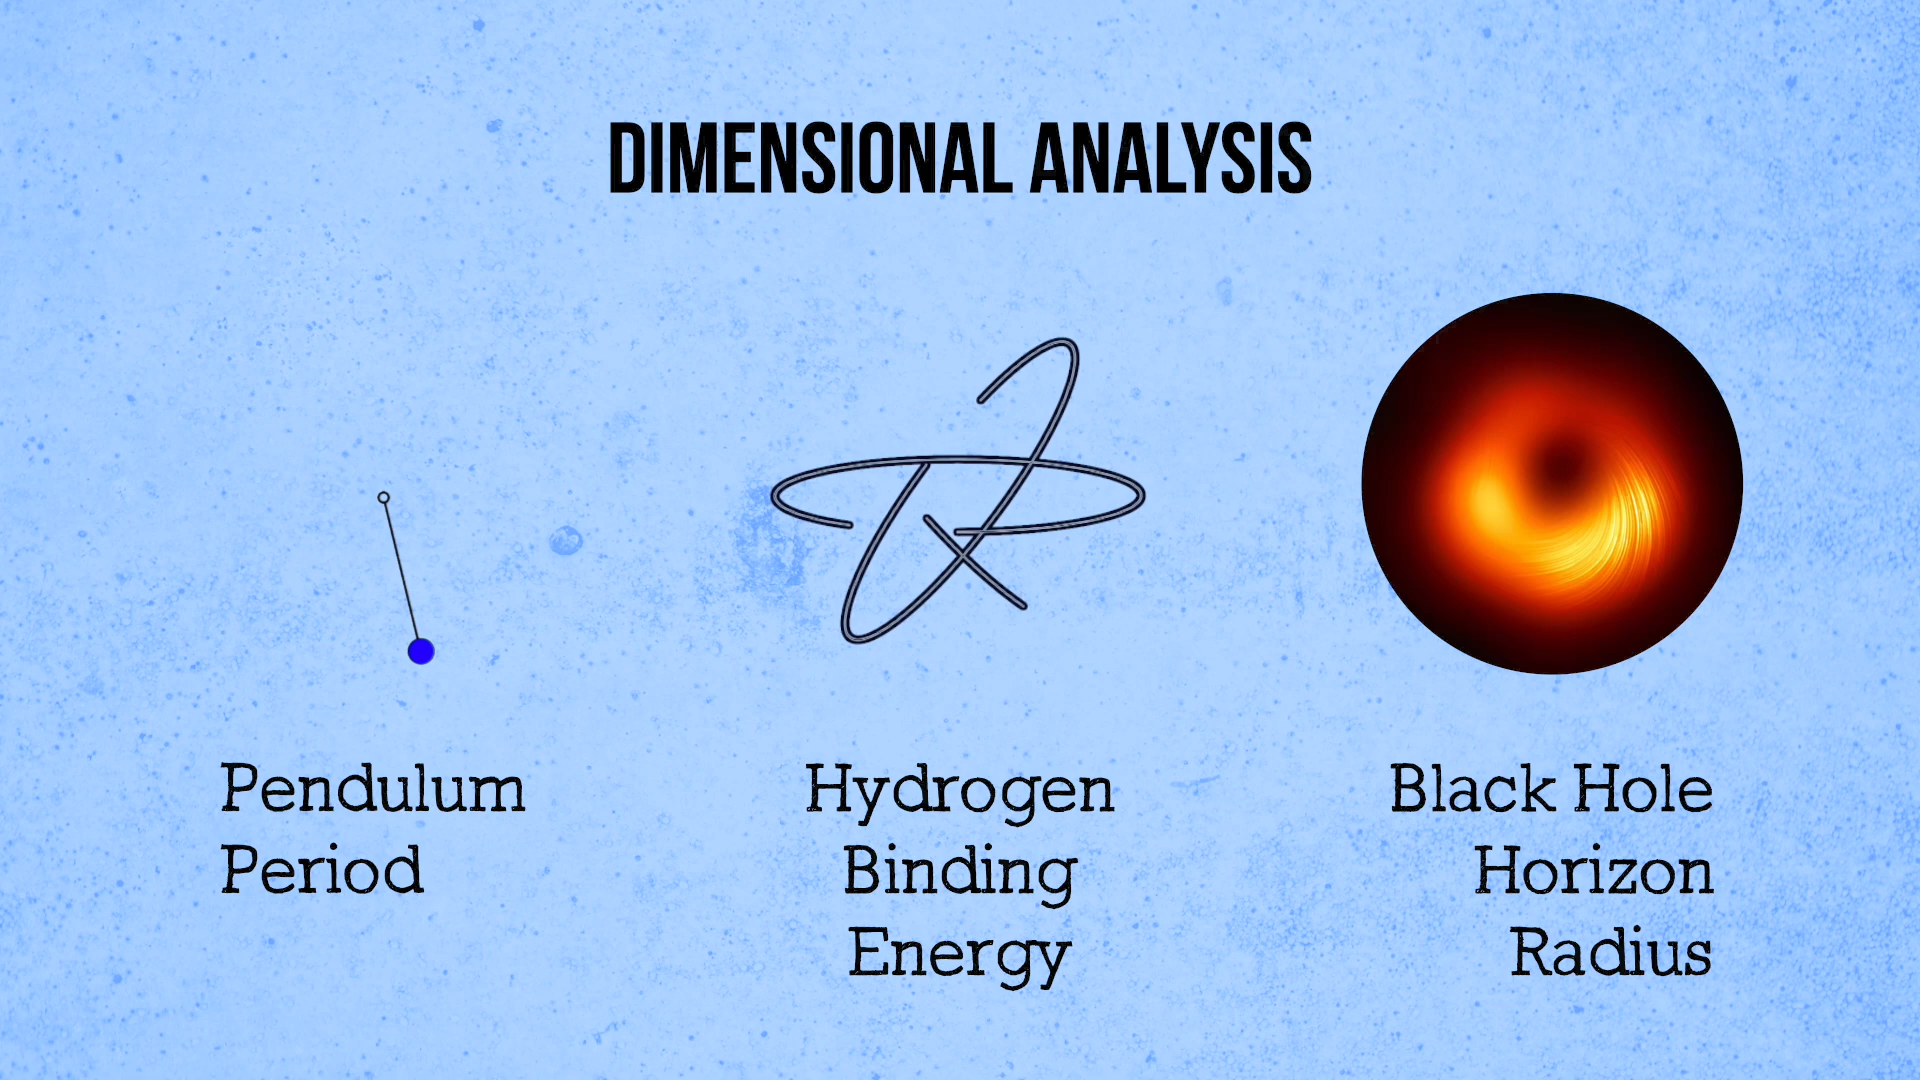 DIMENSIONAL ANALYSIS
Pendulum
Period
Hydrogen
Binding
Energy
Black Hole
Horizon
Radius